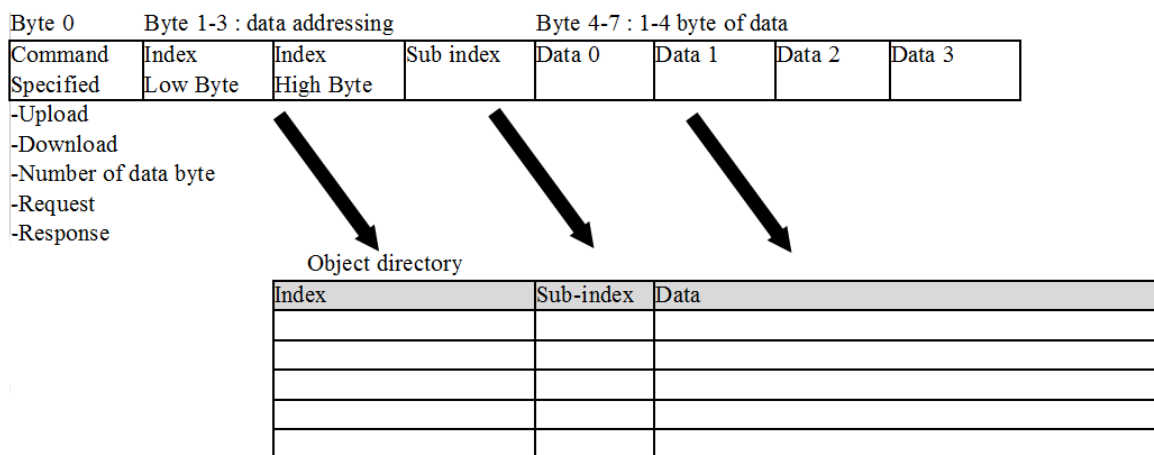 Byte 0 Byte 1-3 : data addressing Byte 4-7 : 1-4 byte of data
Command Index Index Sub index Data 0 Data 1 Data 2 Data 3
Specified Low Byte High Byte
-Upload
-Download
-Number of data byte
-Request
-Response
Object directory
Index Sub-index Data